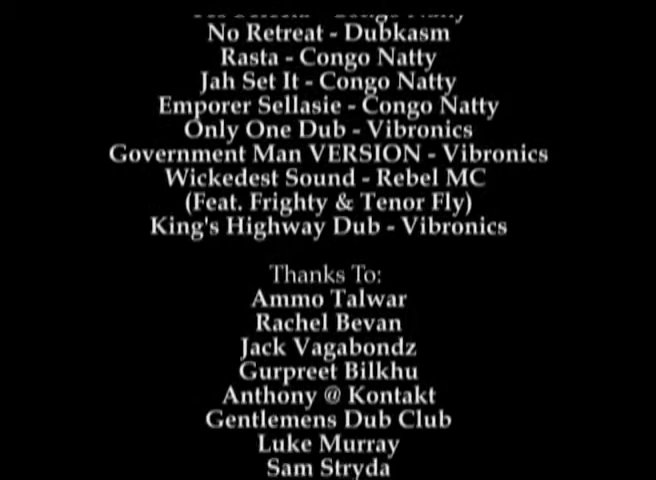 Congo Natty
No Retreat - Dubkasm
Rasta - Congo Natty
Jah Set It - Congo Natty
Emporer Sellasie - Congo Natty
Only One Dub - Vibronics
Government Man VERSION - Vibronics
Wickedest Sound - Rebel MC
(Feat. Frighty & Tenor Fly)
King's Highway Dub - Vibronics
Thanks To:
Ammo Talwar
Rachel Bevan
Jack Vagabondz
Gurpreet Bilkhu
Anthony @ Kontakt
Gentlemens Dub Club
Luke Murray
Sam Stryda